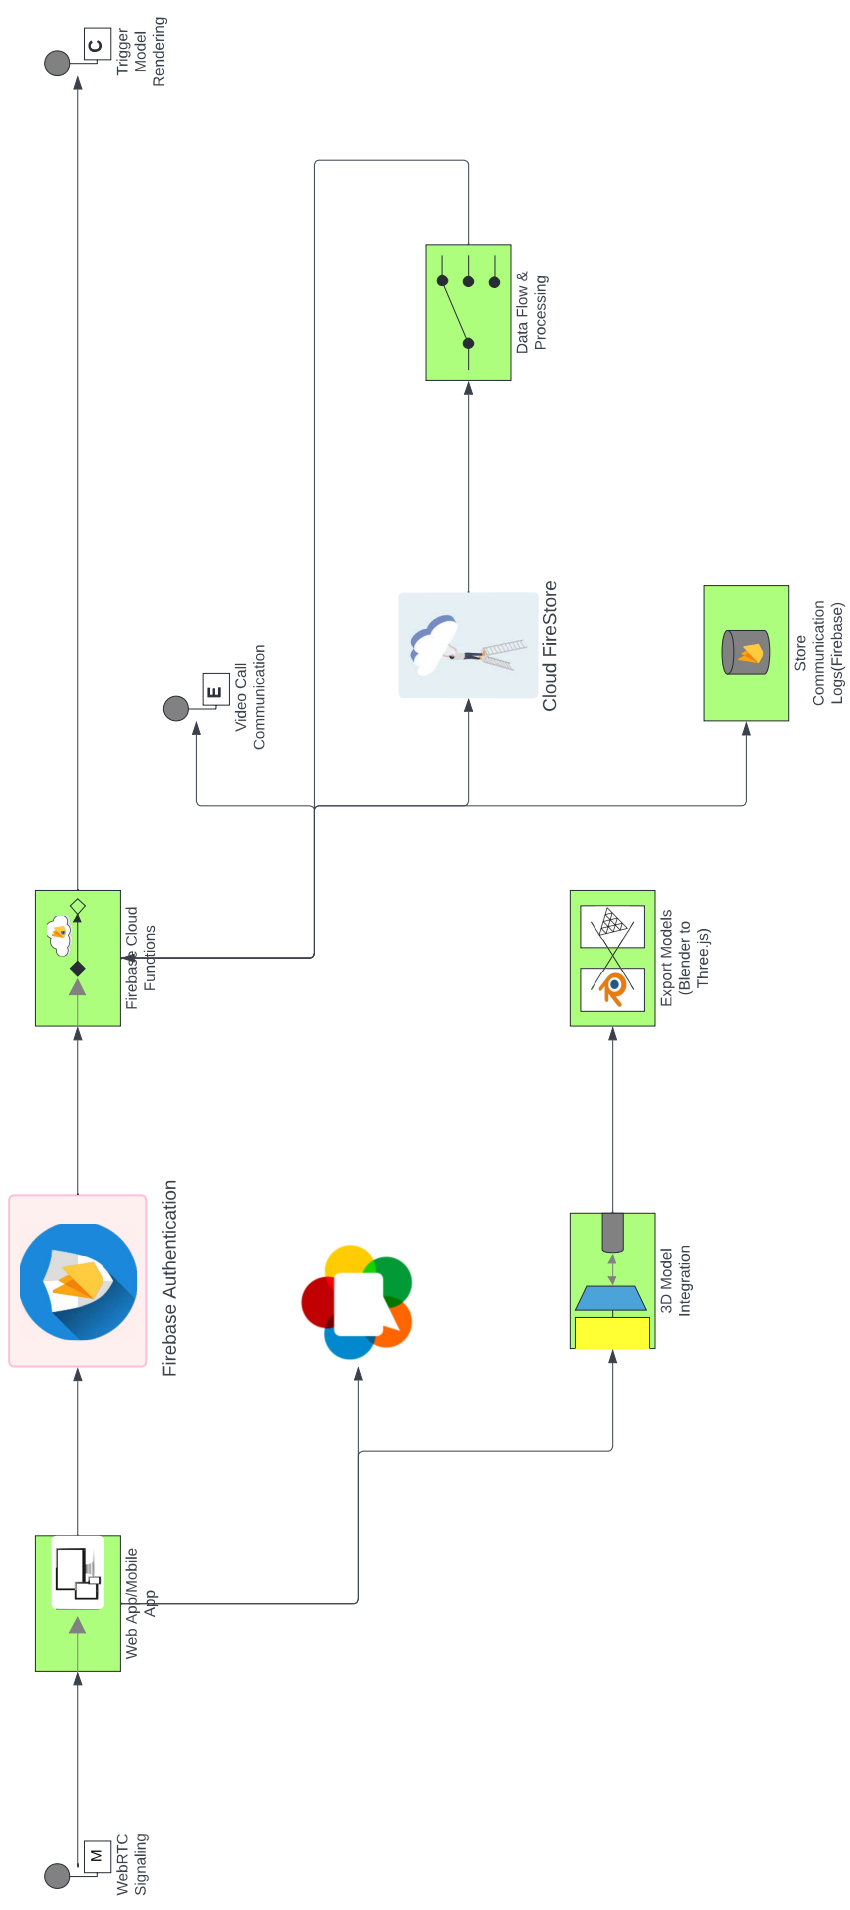 M
WebRTC
Signaling
Web App/Mobile
App
Firebase Authentication
Firebase Cloud
Functions
C
Trigger
Model
Rendering
E
Video Call
Communication
Cloud FireStore
Data Flow &
Processing
3D Model
Integration
Export Models
(Blender to
Three.js)
Store
Communication
Logs(Firebase)